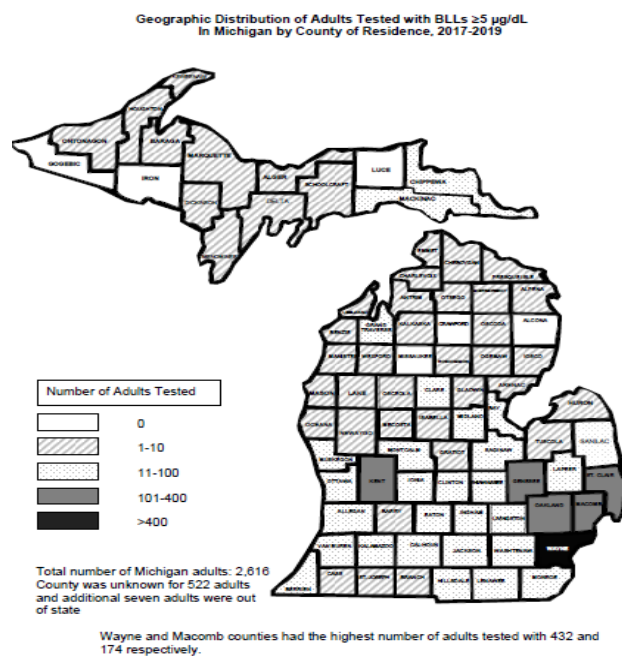 Geographic Distribution of Adults Tested with BLLs ≥5 µg/dL
In Michigan by County of Residence, 2017-2019
HOUGHTON
ONTONAGON
BARAGA
GOGEBIC
MARQUETTE
LUCE
ALGER
IRON
SCHOOLCRAFT
CHIPPEWA
MACKINAC
DICKINSON
DELTA
MENOMINEE
EMMET
CHEBOYGAN
PRESQUE ISLE
CHARLEVOIX
ANTRIM
OTSEGO
ALPENA
BENZIE
GRAND
TRAVERSE
KALKASKA
CRAWFORD
OSCODA
ALCONA
MANISTEE
WEXFORD
MISSAUKEE
OGEMAW
IOSCO
ARENAC
MASON
LAKE
OSCEOLA
CLARE
GLADWIN
HURON
BAY
OCEANA
NEWAYGO
MECOSTA
ISABELLA
MIDLAND
TUSCOLA
SANILAC
MONTCALM
GRATIOT
SAGINAW
MUSKEGON
LAPEER
ST. CLAIR
OTTAWA
KENT
IONIA
CLINTON
SHIAWASSEE
GENESEE
OAKLAND
MACOMB
ALLEGAN
BARRY
EATON
INGHAM
LIVINGSTON
VAN BUREN
KALAMAZOO
CALHOUN
JACKSON
WASHTENAW
WAYNE
BERRIEN
CASS
ST. JOSEPH
BRANCH
HILLSDALE
LENAWEE
MONROE
Number of Adults Tested
0
1-10
11-100
101-400
>400
Total number of Michigan adults: 2,616
County was unknown for 522 adults
and additional seven adults were out
of state
Wayne and Macomb counties had the highest number of adults tested with 432 and
174 respectively.